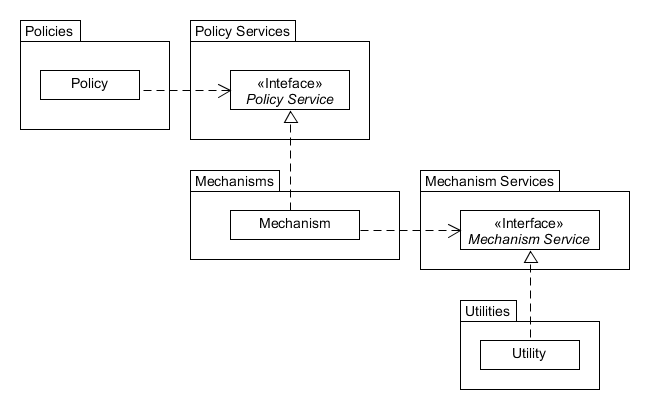 Policies
Policy Services
Policy
«Inteface»
Policy Service
Mechanisms
Mechanism Services
Mechanism
«Interface»
Mechanism Service
Utilities
Utility